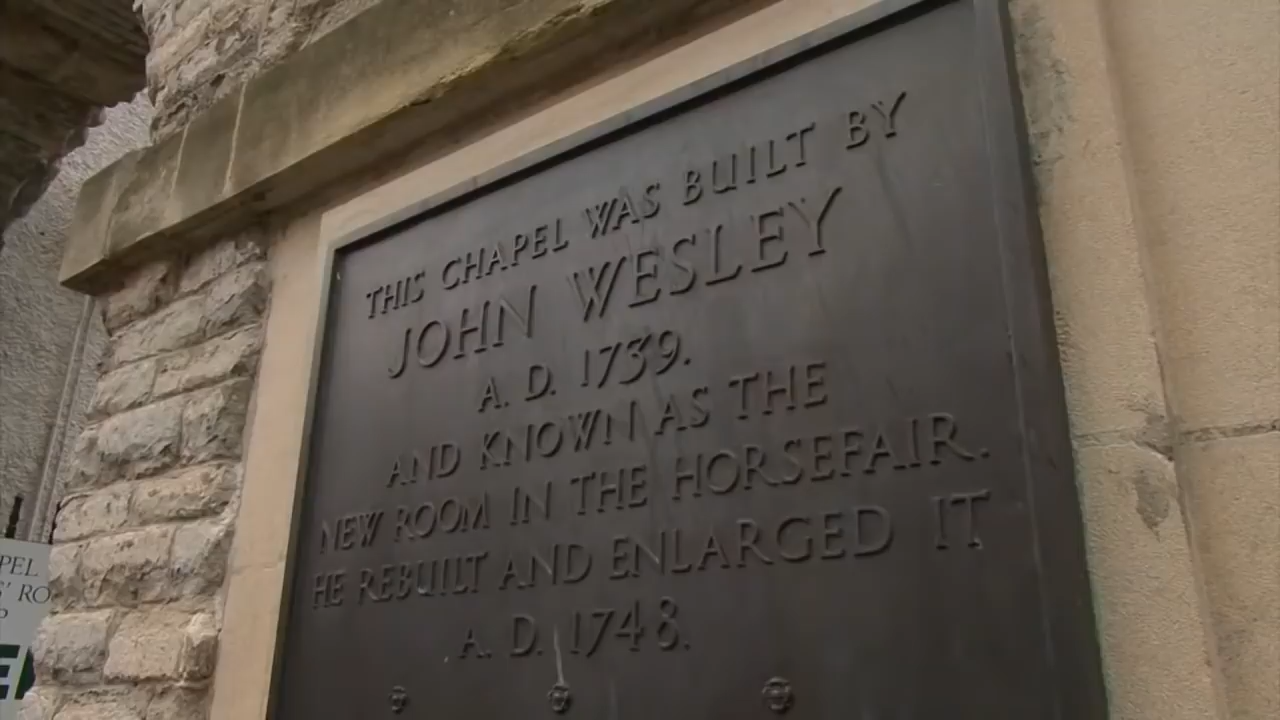 THIS CHAPEL WAS BUILT BY
JOHN WESLEY
A. D. 1739.
AND KNOWN AS THE
NEW ROOM IN THE HORSEFAIR.
HE REBUILT AND ENLARGED IT
A. D. 1748.